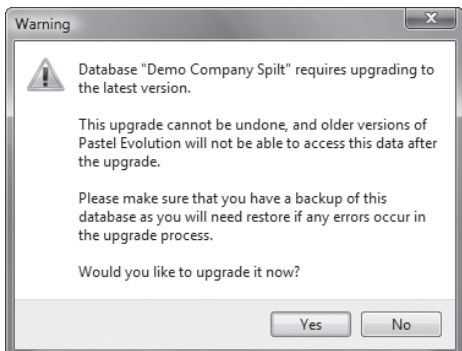 Warning
Database "Demo Company Spilt" requires upgrading to
the latest version.
This upgrade cannot be undone, and older versions of
Pastel Evolution will not be able to access this data after
the upgrade.
Please make sure that you have a backup of this
database as you will need restore if any errors occur in
the upgrade process.
Would you like to upgrade it now?
Yes No